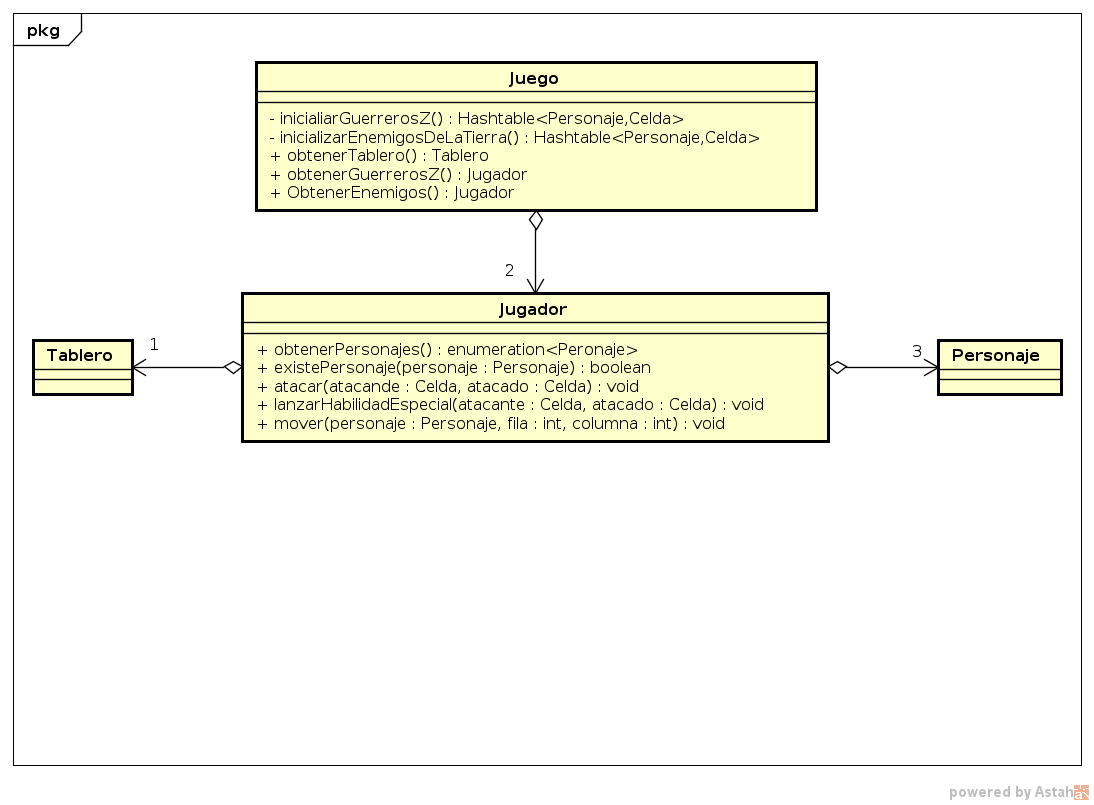 pkg
Juego
- inicialiarGuerrerosZ() : Hashtable<Personaje,Celda>
- inicializarEnemigosDeLaTierra() : Hashtable<Personaje,Celda>
+ obtenerTablero() : Tablero
+ obtenerGuerrerosZ() : Jugador
+ ObtenerEnemigos() : Jugador
2
Jugador
+ obtenerPersonajes() : enumeration<Peronaje>
+ existePersonaje(personaje : Personaje) : boolean
+ atacar(atacande : Celda, atacado : Celda) : void
+ lanzarHabilidadEspecial(atacante : Celda, atacado : Celda) : void
+ mover(personaje : Personaje, fila : int, columna : int) : void
1
Tablero
3
Personaje
powered by Astah